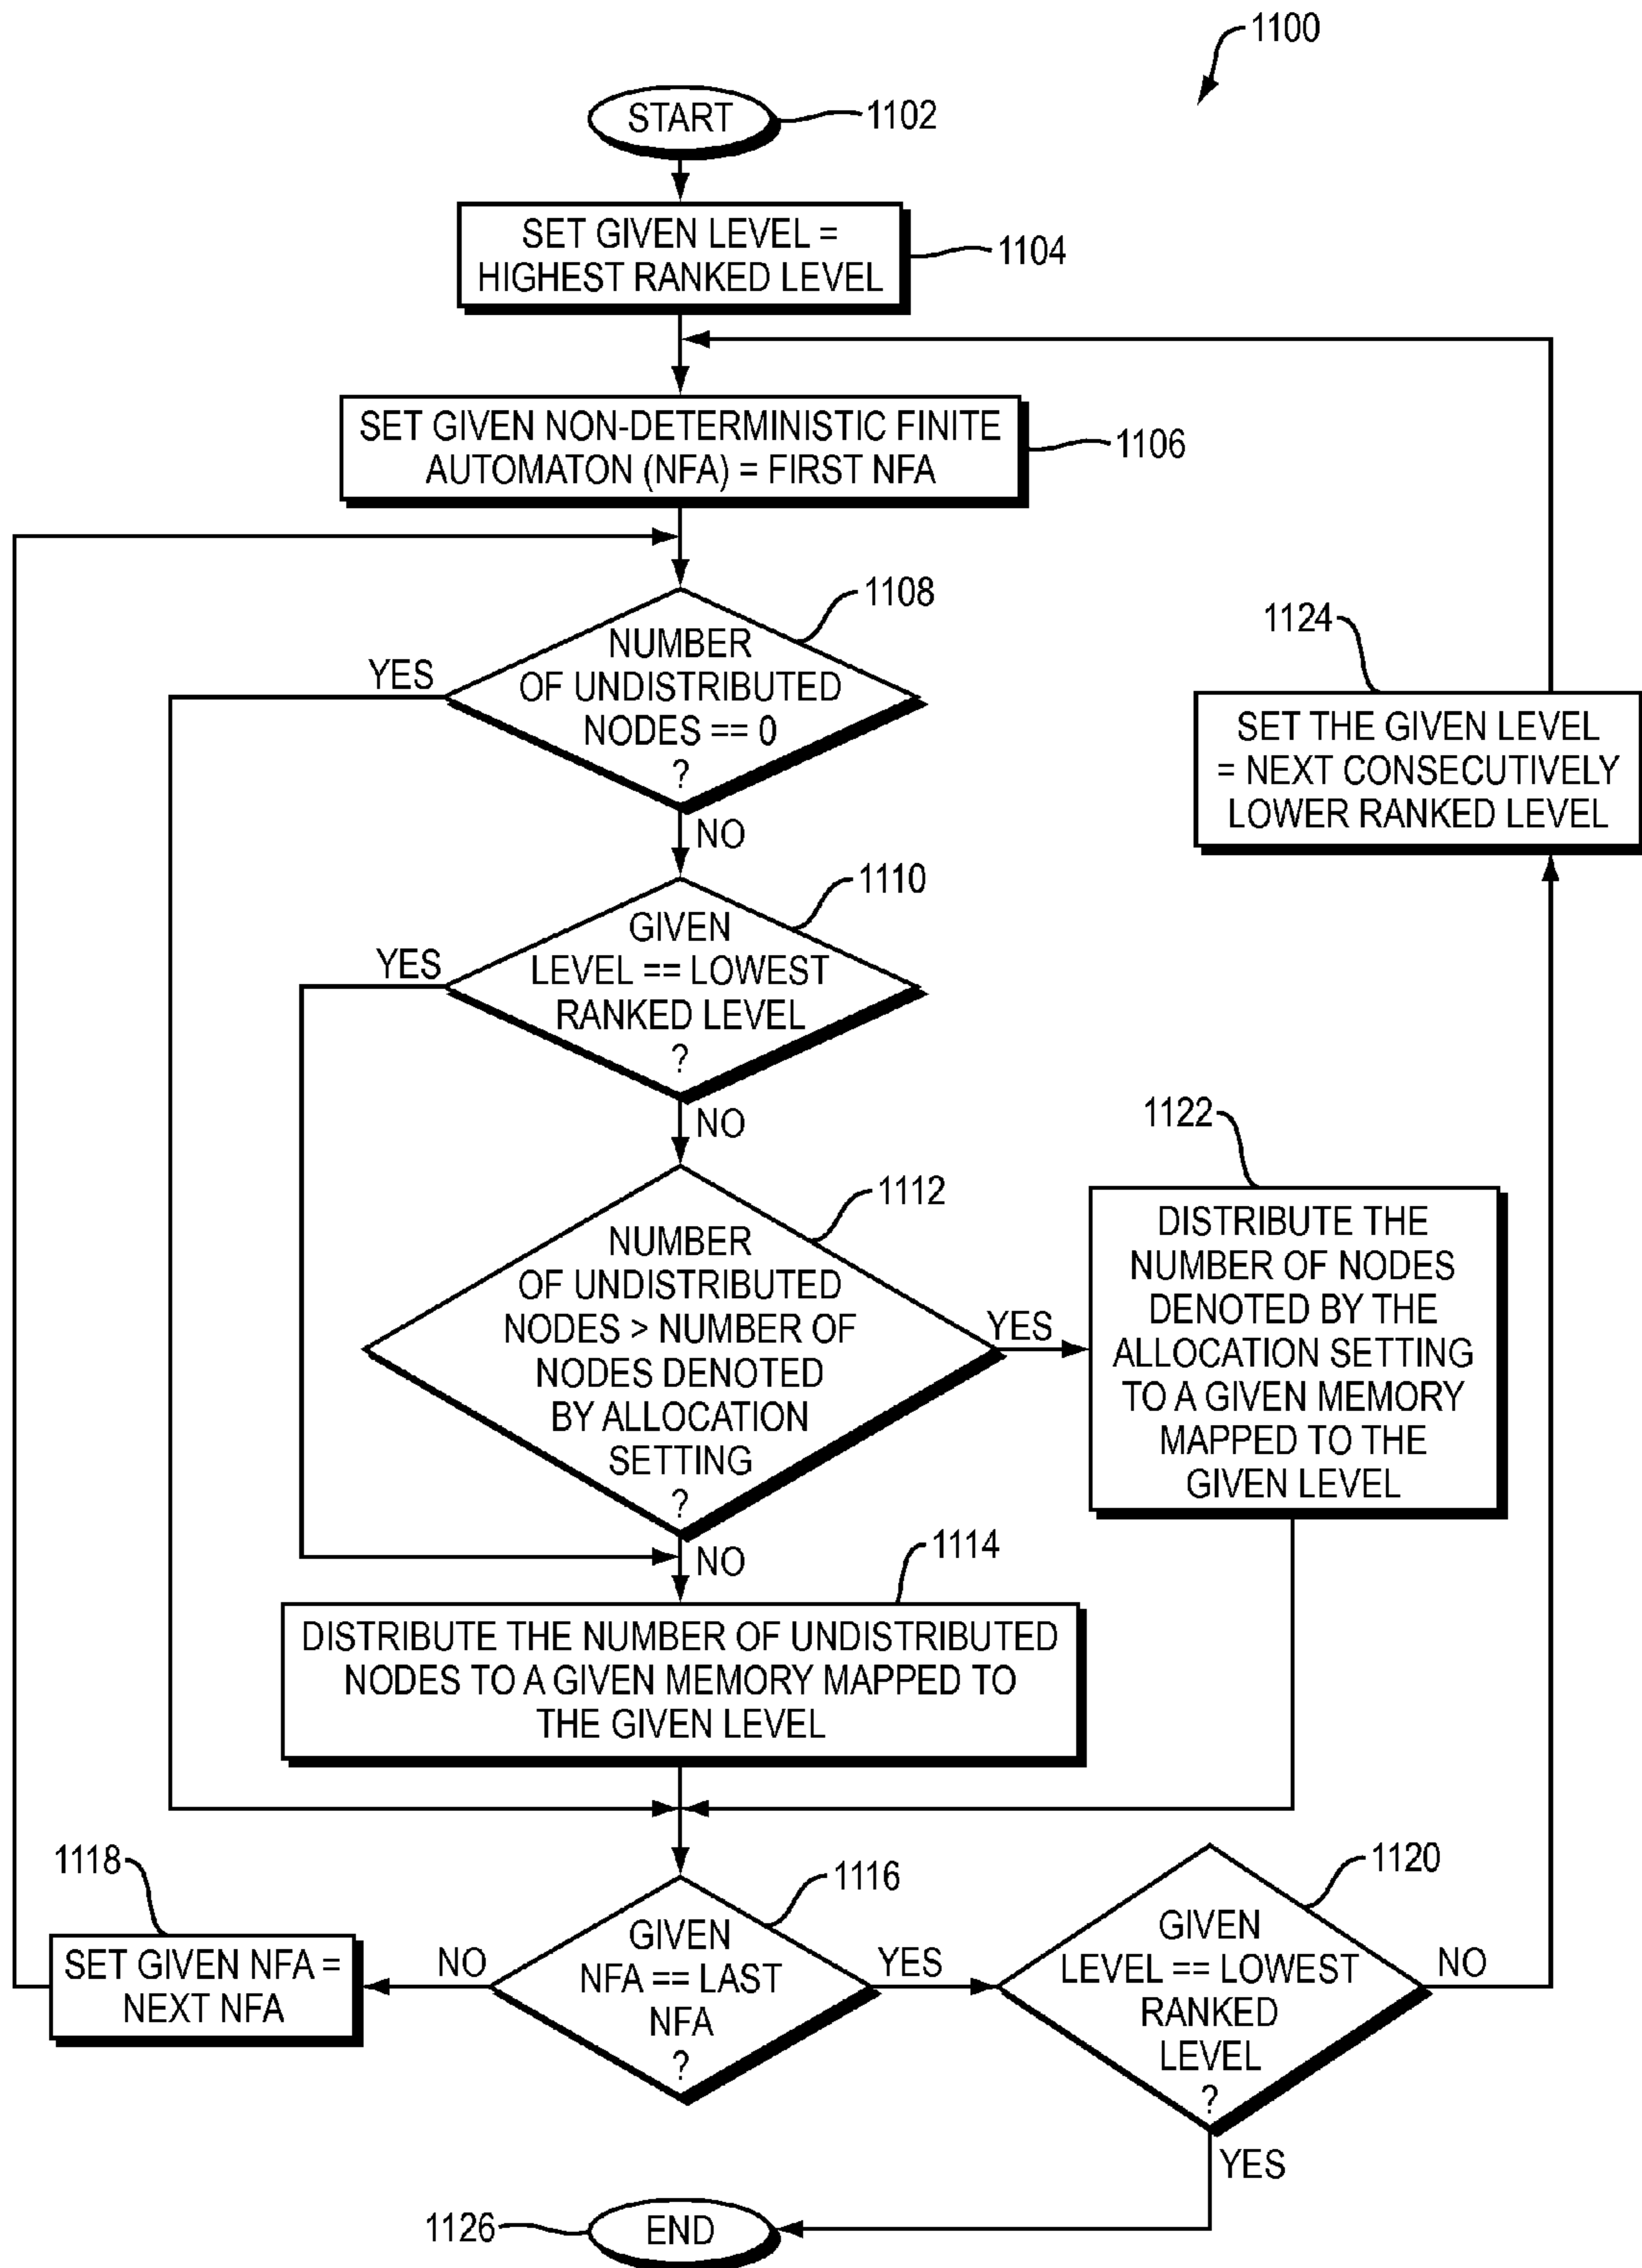 1100
START
1102
SET GIVEN LEVEL =
HIGHEST RANKED LEVEL
1104
SET GIVEN NON-DETERMINISTIC FINITE
AUTOMATON (NFA) = FIRST NFA
1106
1108
NUMBER
OF UNDISTRIBUTED
NODES == 0
?
YES
NO
1124
SET THE GIVEN LEVEL
= NEXT CONSECUTIVELY
LOWER RANKED LEVEL
1110
GIVEN
LEVEL == LOWEST
RANKED LEVEL
?
YES
NO
1112
NUMBER
OF UNDISTRIBUTED
NODES > NUMBER OF
NODES DENOTED
BY ALLOCATION
SETTING
?
YES
NO
1122
DISTRIBUTE THE
NUMBER OF NODES
DENOTED BY THE
ALLOCATION SETTING
TO A GIVEN MEMORY
MAPPED TO THE
GIVEN LEVEL
1114
DISTRIBUTE THE NUMBER OF UNDISTRIBUTED
NODES TO A GIVEN MEMORY MAPPED TO
THE GIVEN LEVEL
1118
SET GIVEN NFA =
NEXT NFA
NO
1116
GIVEN
NFA == LAST
NFA
?
YES
1120
GIVEN
LEVEL == LOWEST
RANKED
LEVEL
?
NO
YES
1126
END